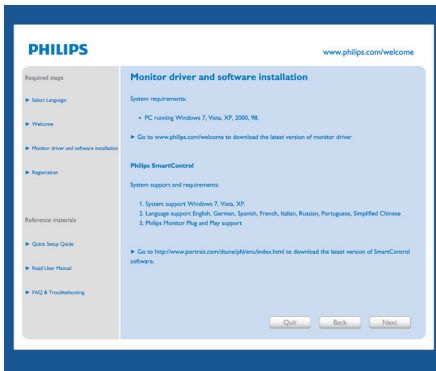 PHILIPS
www.philips.com/welcome
Required steps
Select Language:
Welcome
Monitor driver and software installation
Registration
Reference materials
Quick Setup Quide
Read User Manual
FAQ & Troubleshooting
Monitor driver and software installation
System requirements:
• PC running Windows 7, Vista, XP, 2000, 98.
► Go to www.philips.com/welcome to download the latest version of monitor driver
Philips SmartControl
System support and requirements:
1. System support Windows 7, Vista, XP.
2. Language support English, German, Spanish, French, Italian, Russian, Portuguese, Simplified Chinese
3. Philips Monitor Plug and Play support
► Go to http://www.portrait.com/dtune/phl/enu/index.html to download the latest version of SmartControl
software.
Quit
Back
Next